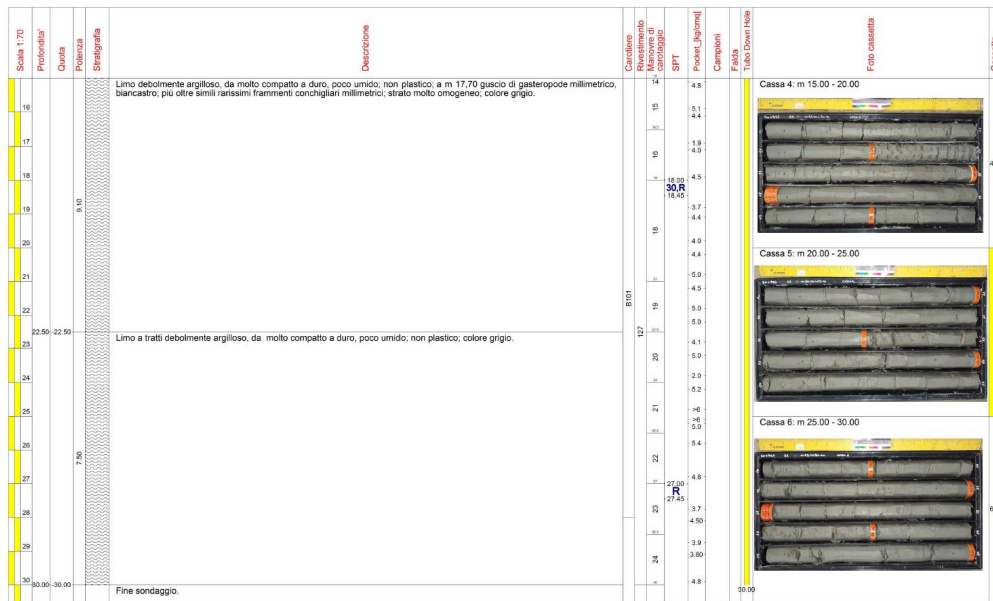 Scala 1:70
Profondita'
Quota
Potenza
Stratigrafia
Descrizione
Carotiere
Rivestimento
Manovre di carotaggio
SPT
Pocket_[kg/cmq]
Campioni
Falda
Tubo Down Hole
Foto cassetta
Limo debolmente argilloso, da molto compatto a duro, poco umido; non plastico; a m 17,70 guscio di gasteropode millimetrico,
biancastro; più oltre simili rarissimi frammenti conchigliari millimetrici; strato molto omogeneo; colore grigio.
16
17
18
19
20
21
22
9.10
22.50
-22.50
Limo a tratti debolmente argilloso, da molto compatto a duro, poco umido; non plastico; colore grigio.
23
24
25
26
27
28
29
30
7.50
30.00
-30.00
Fine sondaggio.
B101
127
14
15
16
18
19
20
21
22
23
24
18.00
30,R
18.45
27.00
R
27.45
4.8
5.1
4.4
1.9
4.0
4.5
3.7
4.4
4.0
4.4
5.0
4.5
5.0
5.0
4.1
5.0
2.0
5.2
>6
>6
5.0
5.4
4.8
3.7
4.50
3.9
3.80
4.8
30.00
Cassa 4: m 15.00 - 20.00
Cassa 5: m 20.00 - 25.00
Cassa 6: m 25.00 - 30.00